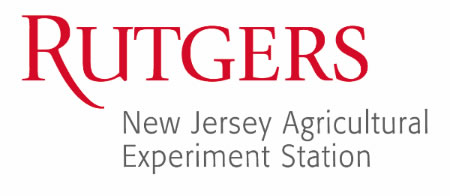 RUTGERS
New Jersey Agricultural
Experiment Station